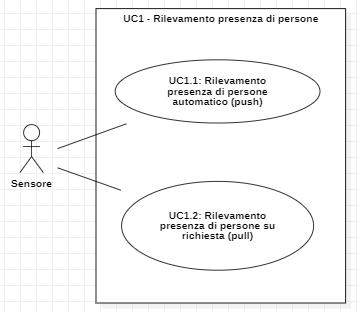 UC1 - Rilevamento presenza di persone
UC1.1: Rilevamento
presenza di persone
automatico (push)
Sensore
UC1.2: Rilevamento
presenza di persone su
richiesta (pull)